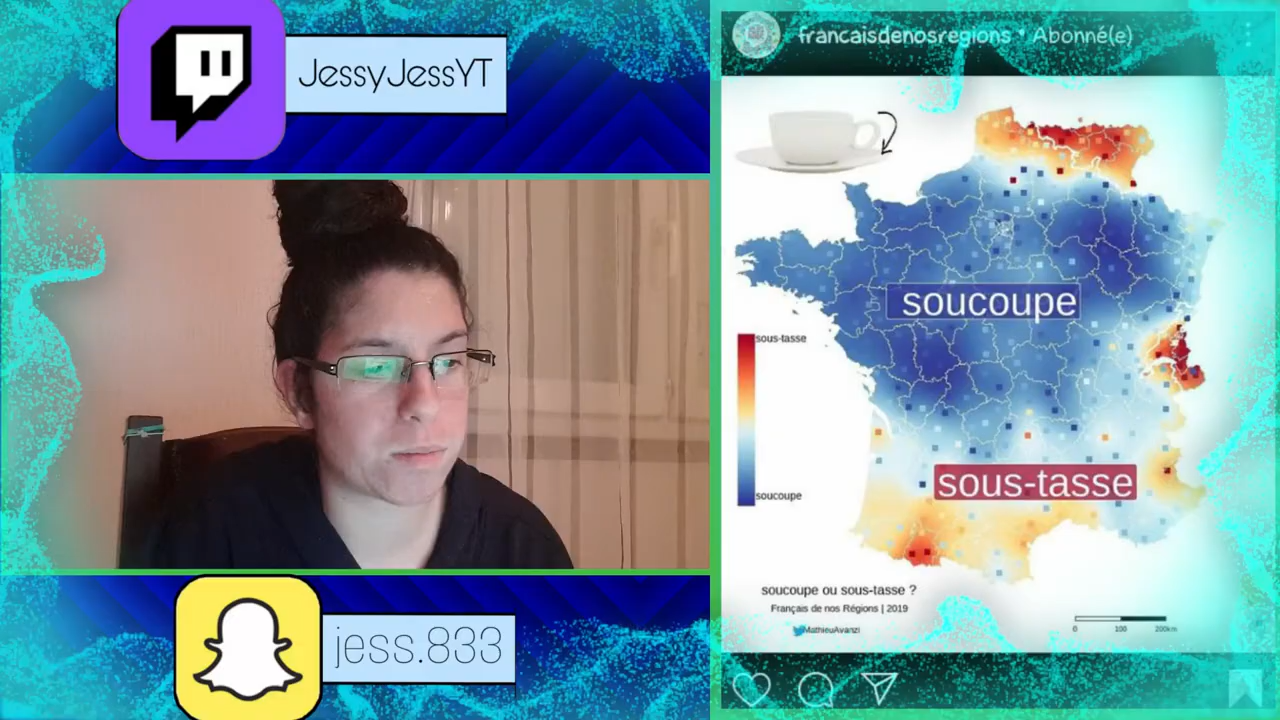 JessyJessYT
jess.833
francaisdenosregions • Abonné(e)
soucoupe
sous-tasse
sous-tasse
soucoupe
soucoupe ou sous-tasse ?
Français de nos Régions | 2019
MathieuAvanzi
0 100 200km